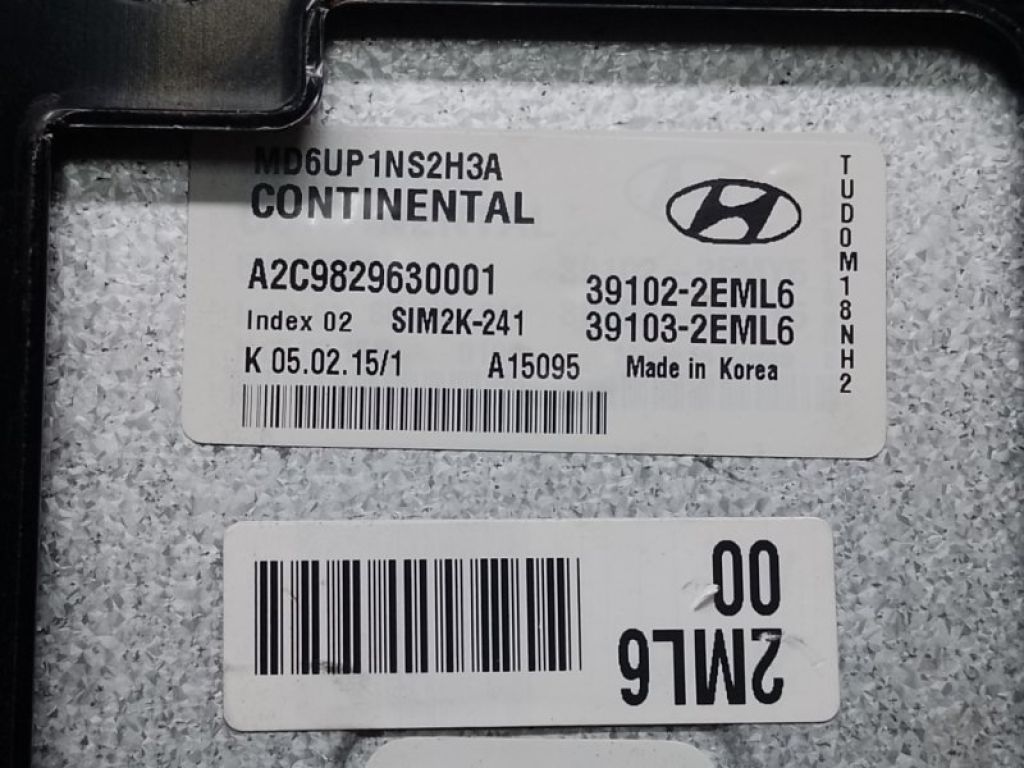 MD6UP1NS2H3A
CONTINENTAL
A2C9829630001
39102-2EML6
Index 02 SIM2K-241
39103-2EML6
K 05.02.15/1 A15095 Made in Korea
TUD0M18NH2
2ML6
00